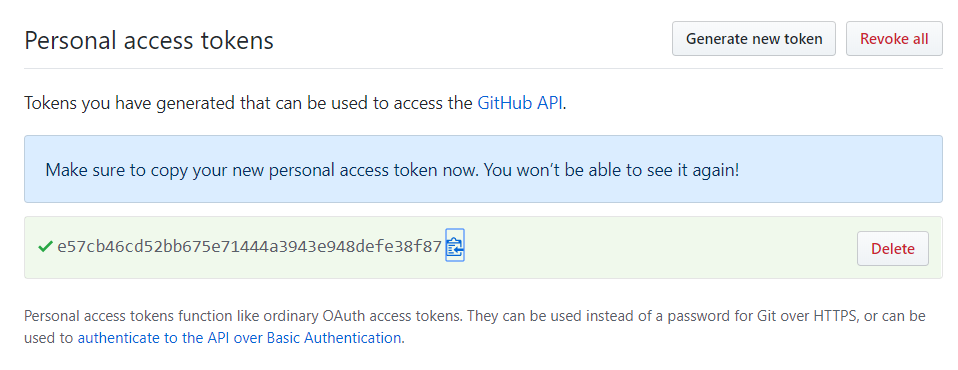 Personal access tokens
Generate new token
Revoke all
Tokens you have generated that can be used to access the GitHub API.
Make sure to copy your new personal access token now. You won’t be able to see it again!
e57cb46cd52bb675e71444a3943e948defe38f87
Delete
Personal access tokens function like ordinary OAuth access tokens. They can be used instead of a password for Git over HTTPS, or can be
used to authenticate to the API over Basic Authentication.